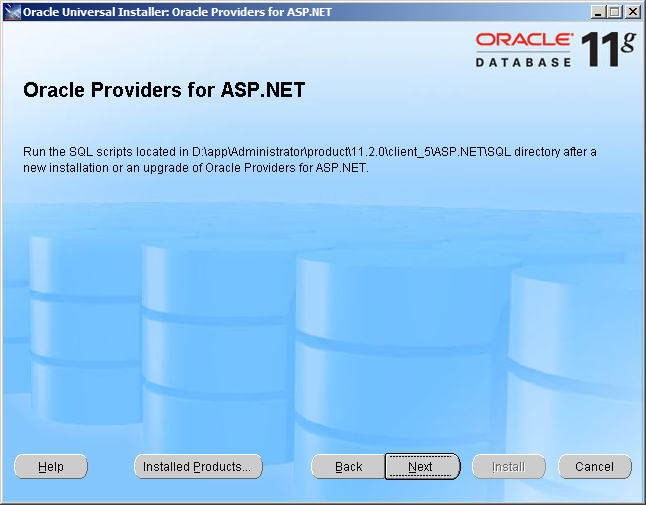 Oracle Universal Installer: Oracle Providers for ASP.NET
ORACLE
DATABASE 11g
Oracle Providers for ASP.NET
Run the SQL scripts located in D:\app\Administrator\product\11.2.0\client_5\ASP.NET\SQL directory after a
new installation or an upgrade of Oracle Providers for ASP.NET.
Help Installed Products... Back Next Install Cancel